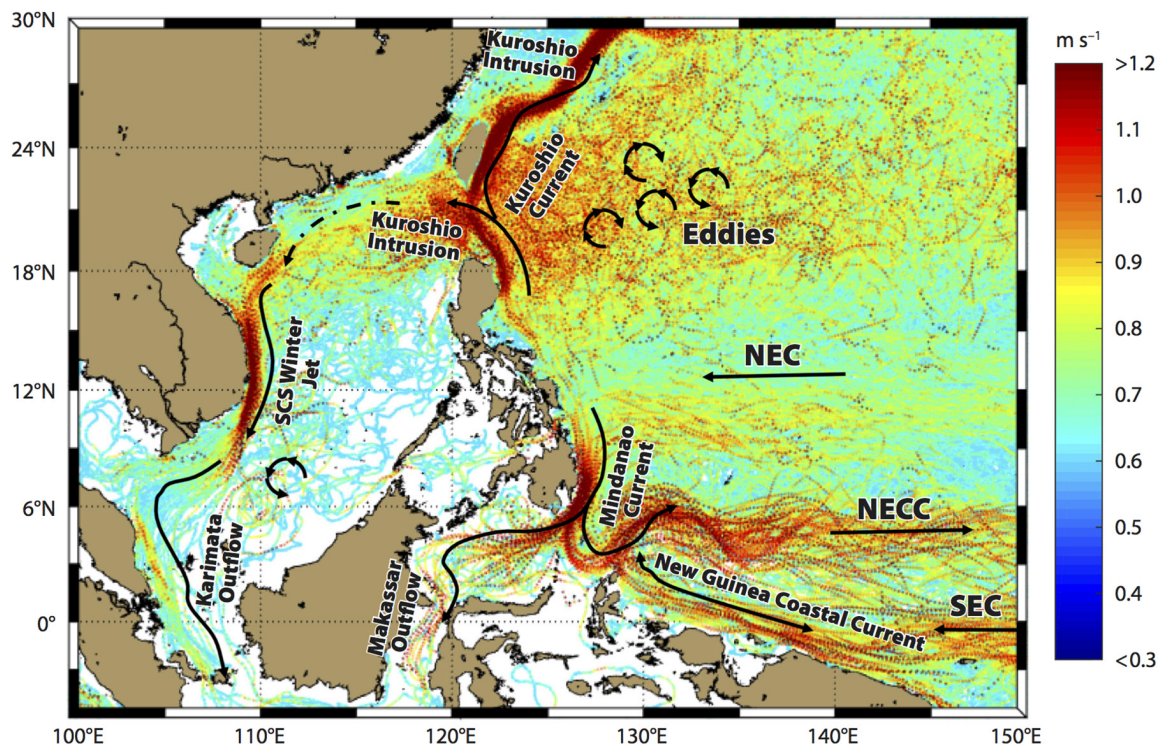 30°N
24°N
18°N
12°N
6°N
0°
100°E
110°E
120°E
130°E
140°E
150°E
Kuroshio
Intrusion
Kuroshio
Current
Kuroshio
Intrusion
Eddies
SCS Winter
Jet
NEC
Mindanao
Current
NECC
Karimata
Outflow
Makassar
Outflow
New Guinea Coastal Current
SEC
m s⁻¹
>1.2
1.1
1.0
0.9
0.8
0.7
0.6
0.5
0.4
<0.3